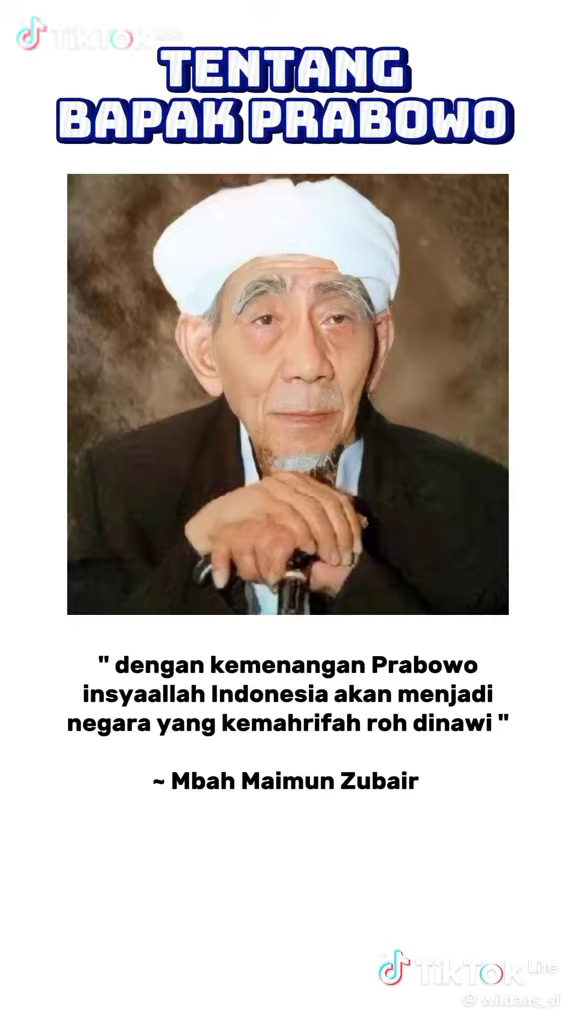 TikTok
TENTANG
BAPAK PRABOWO
" dengan kemenangan Prabowo
insyaallah Indonesia akan menjadi
negara yang kemahrifah roh dinawi "
~ Mbah Maimun Zubair
TikTok Lite